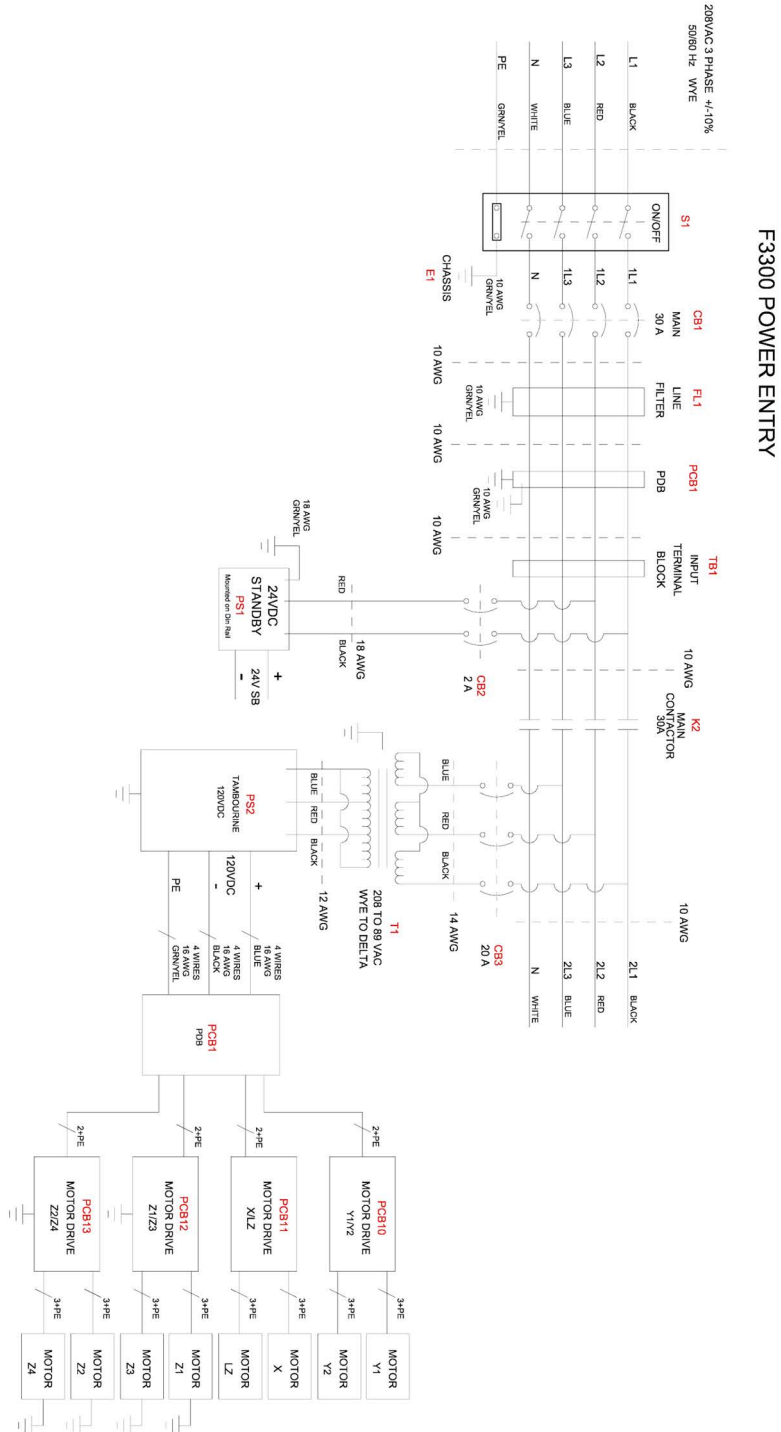 F3300 POWER ENTRY
208VAC 3 PHASE +/-10%
50/60 Hz WYE
L1
BLACK
L2
RED
L3
BLUE
N
WHITE
PE
GRN/YEL
S1
ON/OFF
1L1
1L2
1L3
N
10 AWG
GRN/YEL
CHASSIS
E1
CB1
MAIN
30 A
10 AWG
FL1
LINE
FILTER
10 AWG
GRN/YEL
10 AWG
PCB1
PDB
10 AWG
GRN/YEL
10 AWG
TB1
INPUT
TERMINAL
BLOCK
10 AWG
K2
MAIN
CONTACTOR
30A
10 AWG
2L1
BLACK
2L2
RED
2L3
BLUE
N
WHITE
CB2
2 A
18 AWG
RED
BLACK
18 AWG
GRN/YEL
24VDC
STANDBY
PS1
Mounted on Din Rail
+
24V SB
-
CB3
20 A
14 AWG
BLUE
RED
BLACK
T1
208 TO 89 VAC
WYE TO DELTA
12 AWG
BLUE
RED
BLACK
PS2
TAMBOURINE
120VDC
+
120VDC
-
PE
4 WIRES
16 AWG
BLUE
4 WIRES
16 AWG
BLACK
4 WIRES
16 AWG
GRN/YEL
PCB1
PDB
2+PE
2+PE
2+PE
2+PE
PCB10
MOTOR DRIVE
Y1/Y2
PCB11
MOTOR DRIVE
X/LZ
PCB12
MOTOR DRIVE
Z1/Z3
PCB13
MOTOR DRIVE
Z2/Z4
3+PE
3+PE
3+PE
3+PE
3+PE
3+PE
3+PE
3+PE
MOTOR
Y1
MOTOR
Y2
MOTOR
X
MOTOR
LZ
MOTOR
Z1
MOTOR
Z3
MOTOR
Z2
MOTOR
Z4